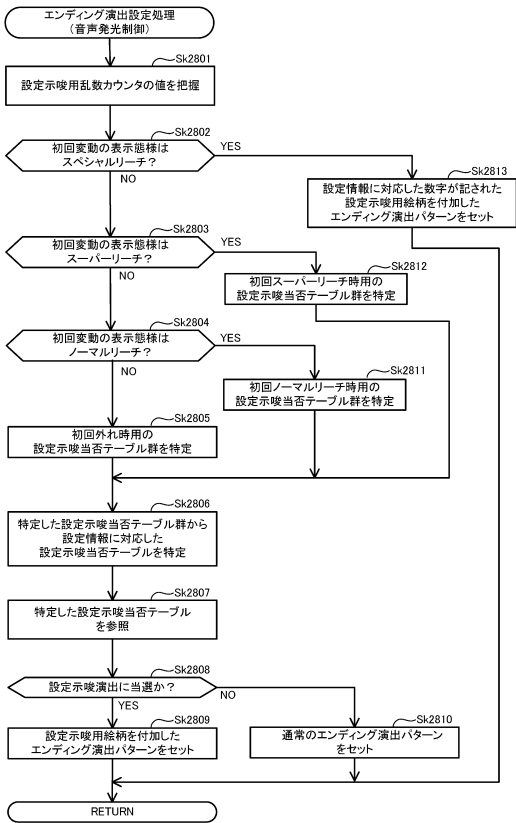 エンディング演出設定処理
（音声発光制御）
Sk2801
設定示唆用乱数カウンタの値を把握
Sk2802
初回変動の表示態様は
スペシャルリーチ？
YES
NO
Sk2813
設定情報に対応した数字が記された
設定示唆用絵柄を付加した
エンディング演出パターンをセット
Sk2803
初回変動の表示態様は
スーパーリーチ？
YES
NO
Sk2812
初回スーパーリーチ時用の
設定示唆当否テーブル群を特定
Sk2804
初回変動の表示態様は
ノーマルリーチ？
YES
NO
Sk2811
初回ノーマルリーチ時用の
設定示唆当否テーブル群を特定
Sk2805
初回外れ時用の
設定示唆当否テーブル群を特定
Sk2806
特定した設定示唆当否テーブル群から
設定情報に対応した
設定示唆当否テーブルを特定
Sk2807
特定した設定示唆当否テーブル
を参照
Sk2808
設定示唆演出に当選か？
NO
YES
Sk2809
設定示唆用絵柄を付加した
エンディング演出パターンをセット
Sk2810
通常のエンディング演出パターン
をセット
RETURN